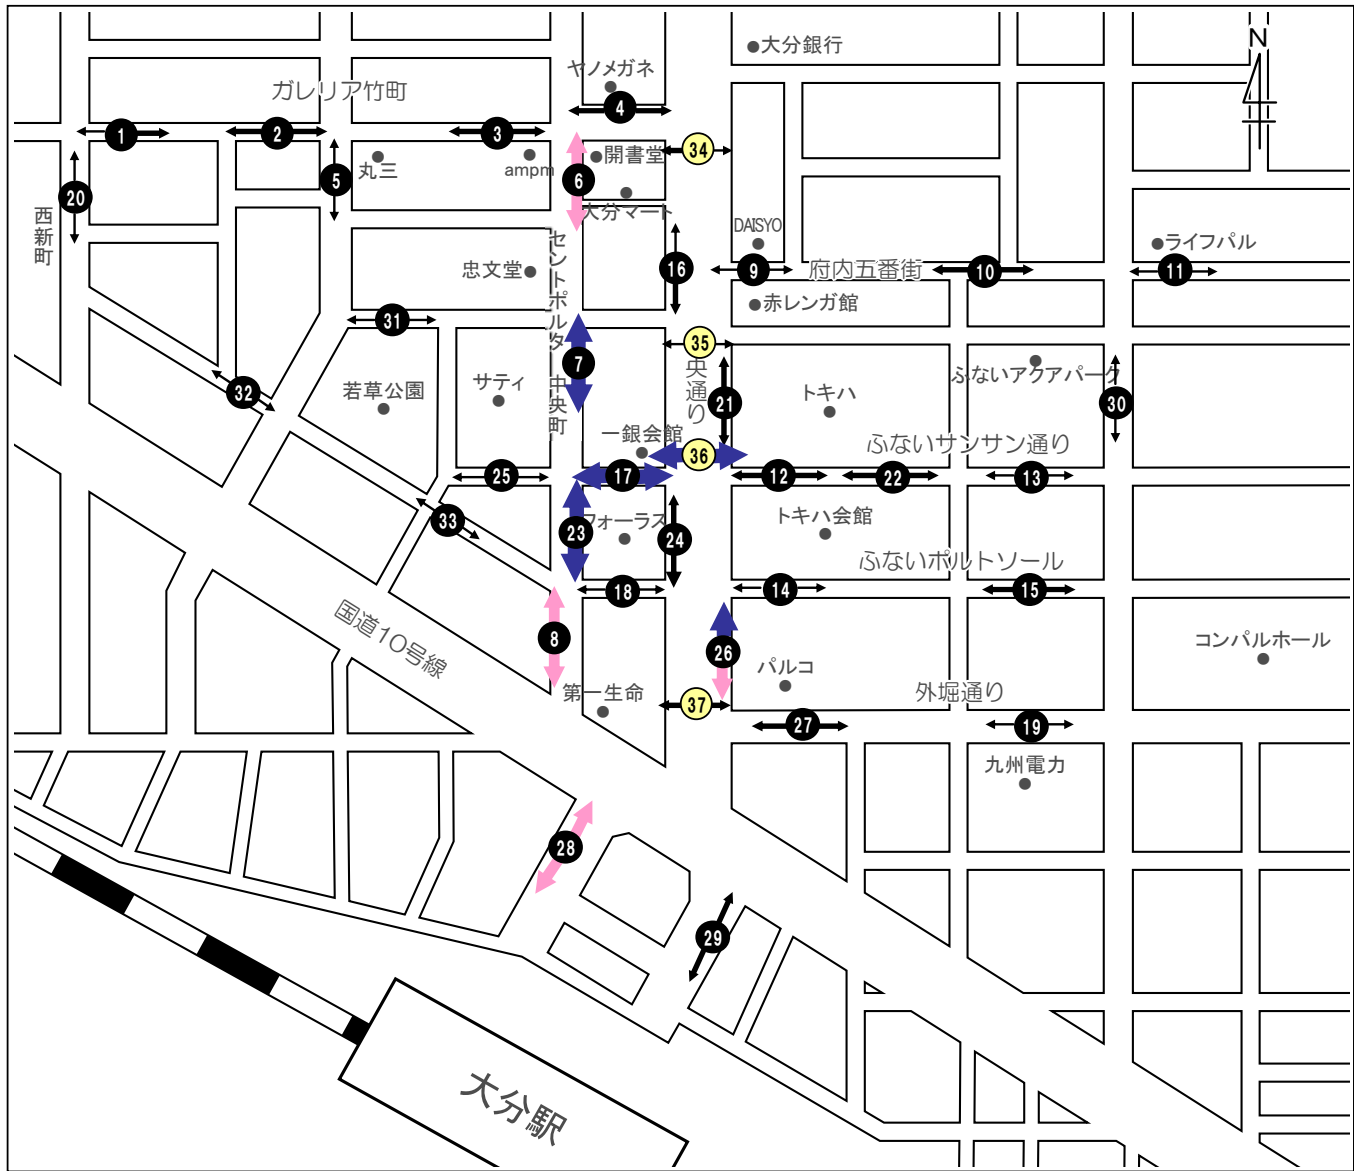 N
大分銀行
ヤノメガネ
ガレリア竹町
4
1
2
3
34
開書堂
丸三
ampm
5
6
20
大分マート
西新町
DAISYO
セントポルタ中央町
ライフパル
忠文堂
16
9
府内五番街
10
11
赤レンガ館
31
35
7
央通り
ふないアクアパーク
サティ
若草公園
32
21
トキハ
30
一銀会館
ふないサンサン通り
36
25
17
12
22
13
33
フォーラス
23
24
トキハ会館
ふないポルトソール
18
14
15
国道10号線
8
26
コンパルホール
パルコ
第一生命
37
外堀通り
27
19
九州電力
28
29
大分駅